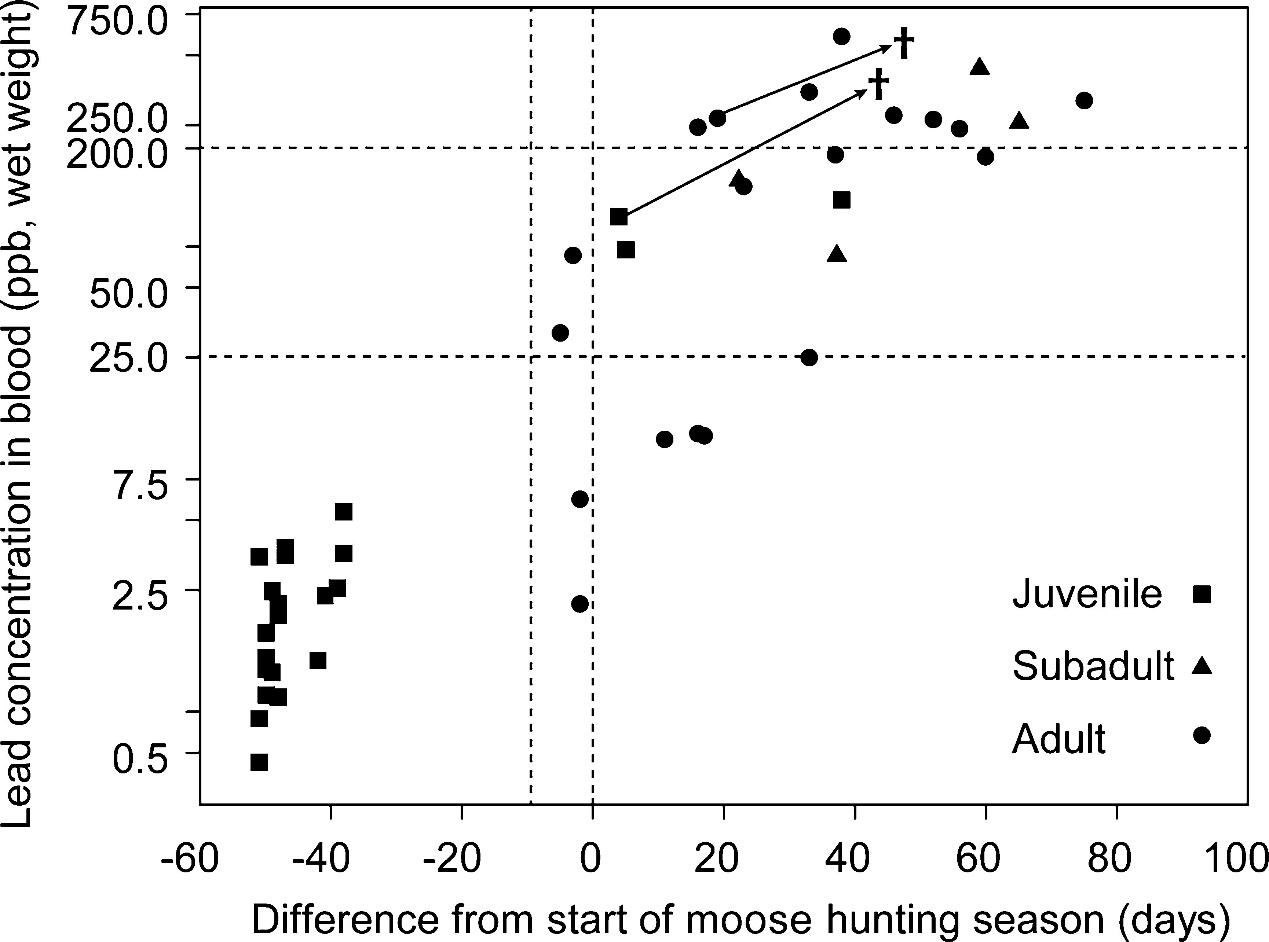 Lead concentration in blood (ppb, wet weight)
750.0
250.0
200.0
50.0
25.0
7.5
2.5
0.5
Juvenile
Subadult
Adult
-60 -40 -20 0 20 40 60 80 100
Difference from start of moose hunting season (days)